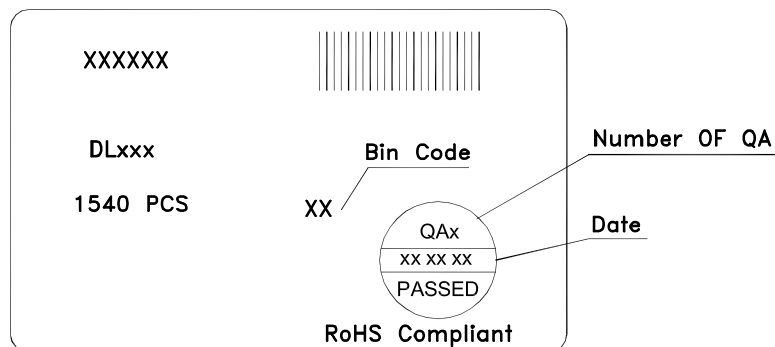 XXXXXX
DLxxx
Bin Code
Number OF QA
1540 PCS
XX
QAx
Date
xx xx xx
PASSED
RoHS Compliant